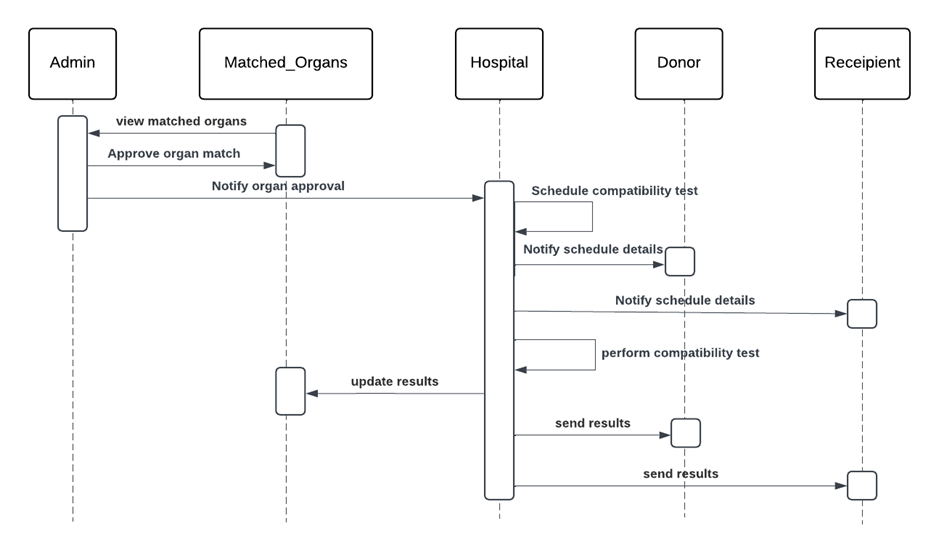 Admin
Matched_Organs
Hospital
Donor
Receipient
view matched organs
Approve organ match
Notify organ approval
Schedule compatibility test
Notify schedule details
Notify schedule details
perform compatibility test
update results
send results
send results